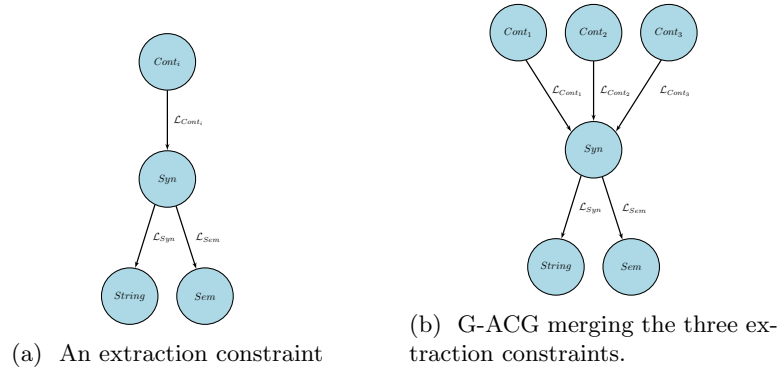 Cont_i
ℒ_Cont_i
Syn
ℒ_Syn ℒ_Sem
String Sem
(a) An extraction constraint
Cont_1 Cont_2 Cont_3
ℒ_Cont_1 ℒ_Cont_2 ℒ_Cont_3
Syn
ℒ_Syn ℒ_Sem
String Sem
(b) G-ACG merging the three ex-
traction constraints.